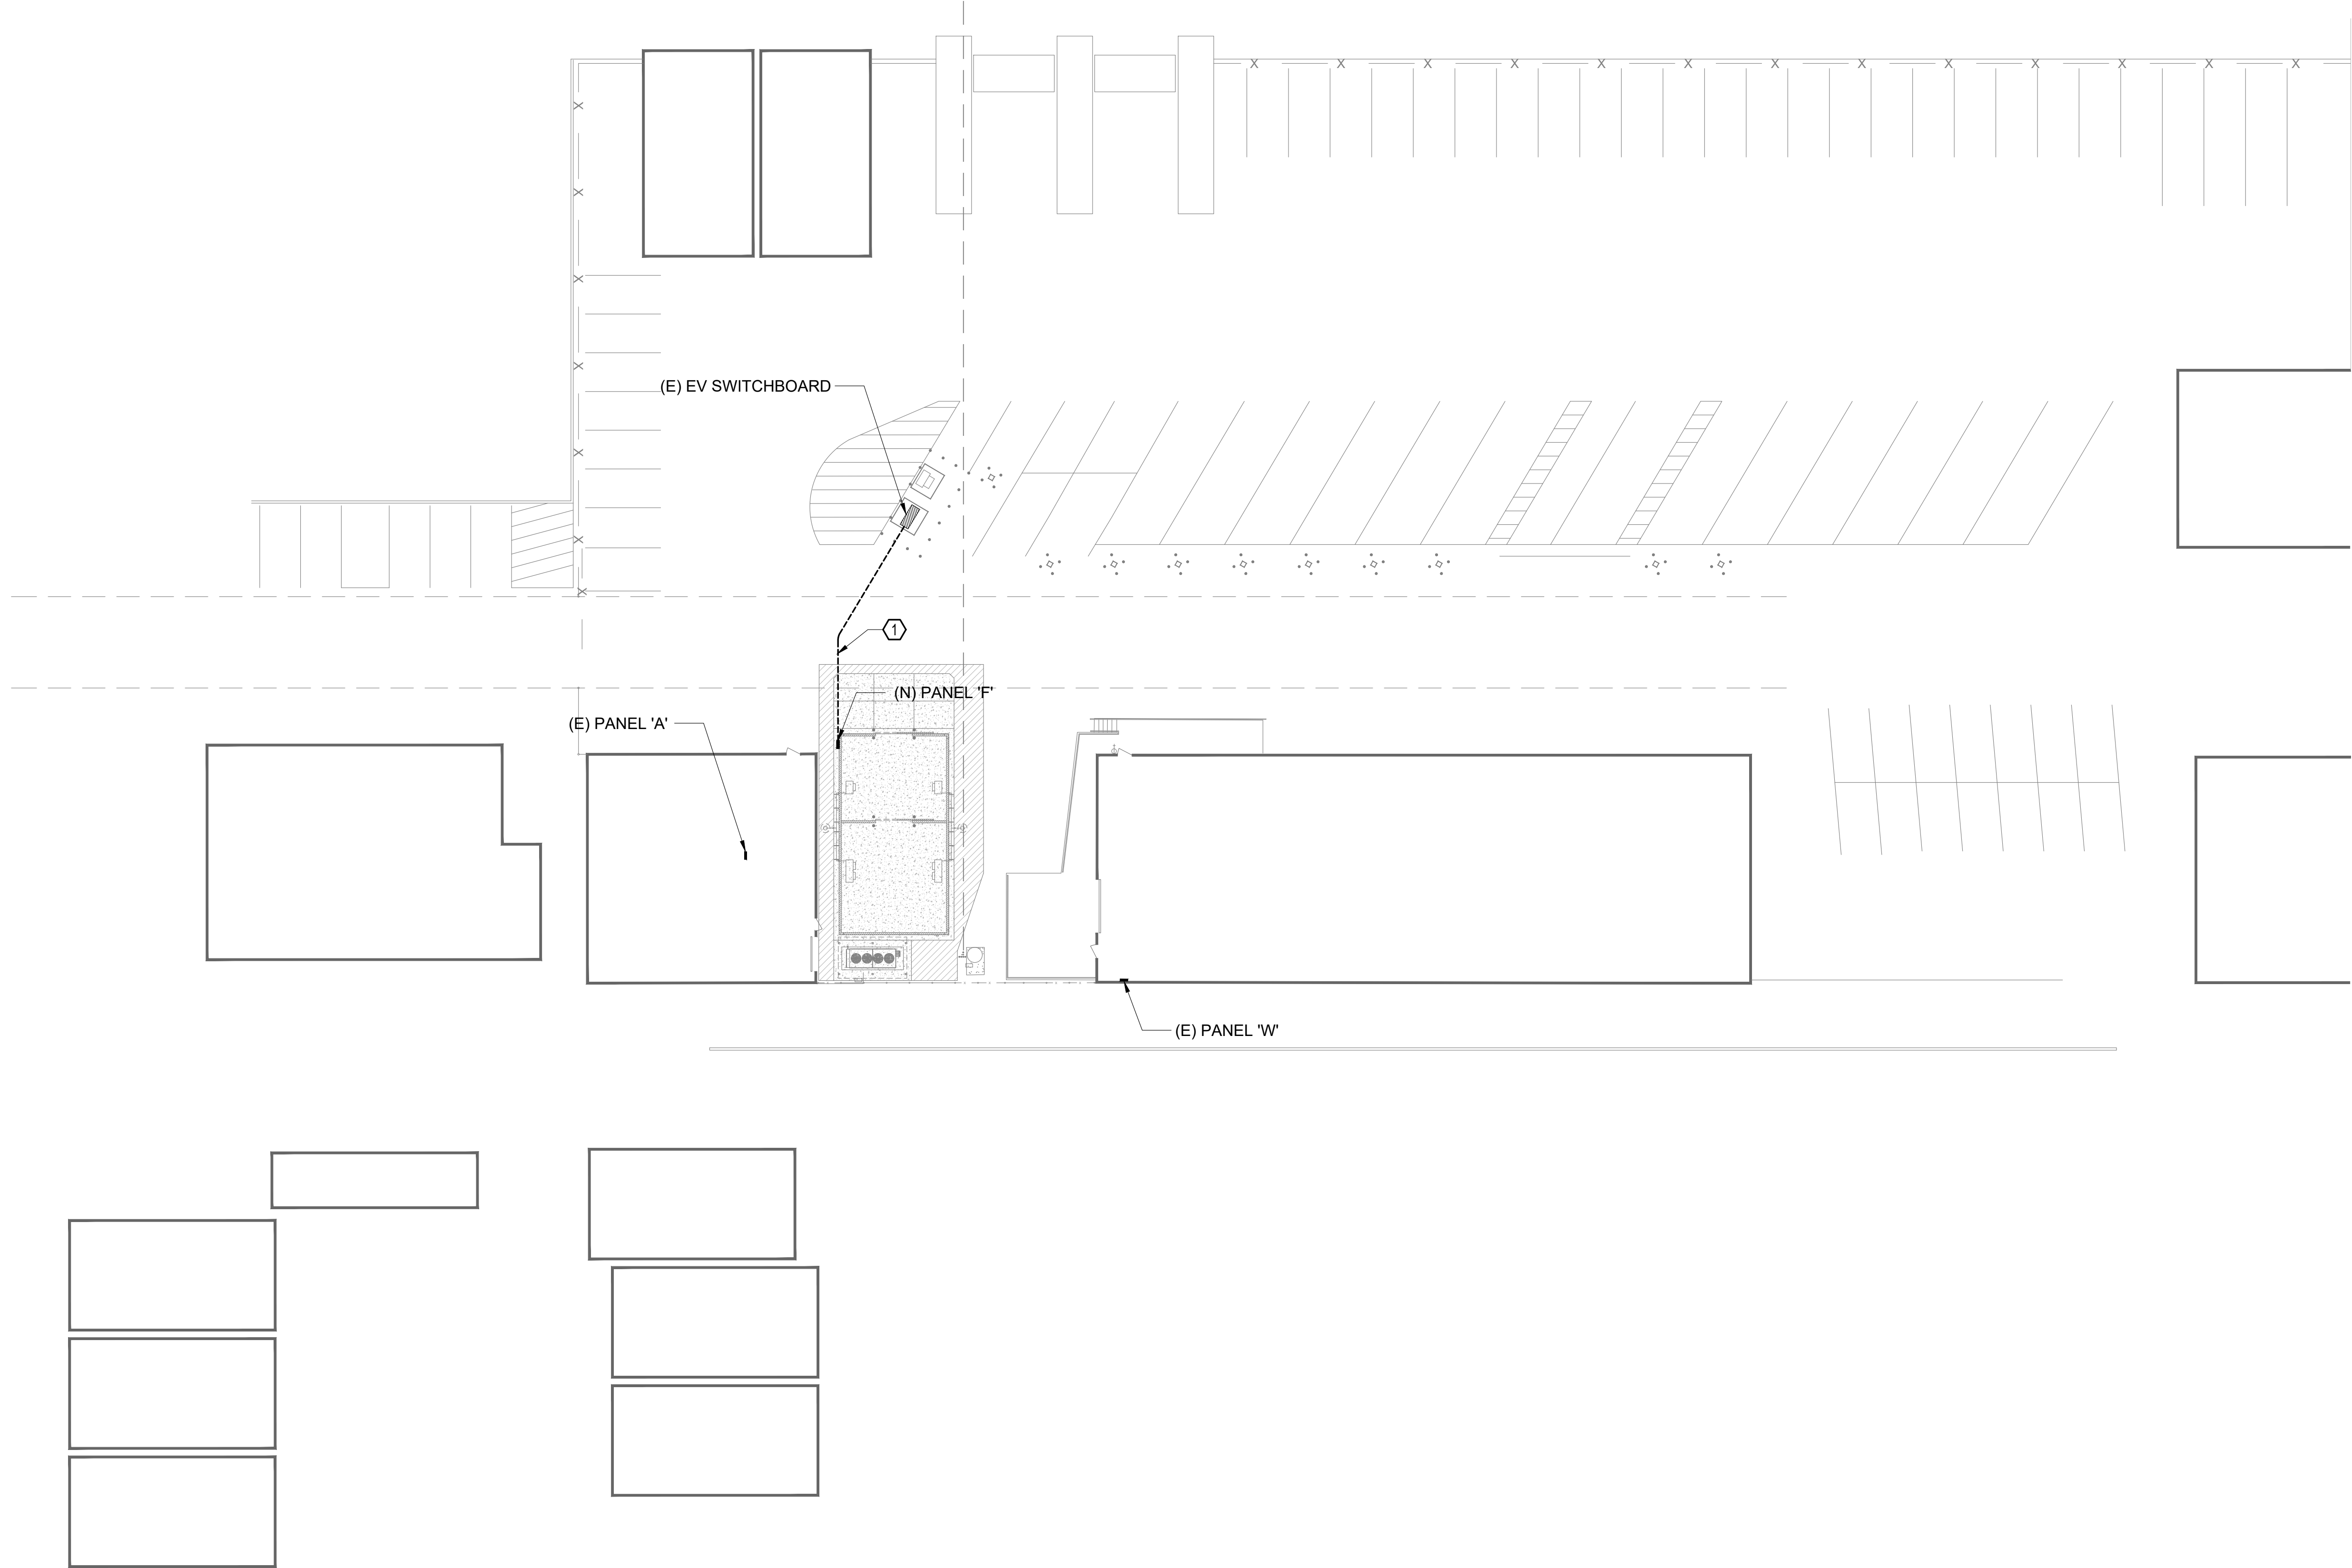 (E) EV SWITCHBOARD
1
(N) PANEL 'F'
(E) PANEL 'A'
(E) PANEL 'W'